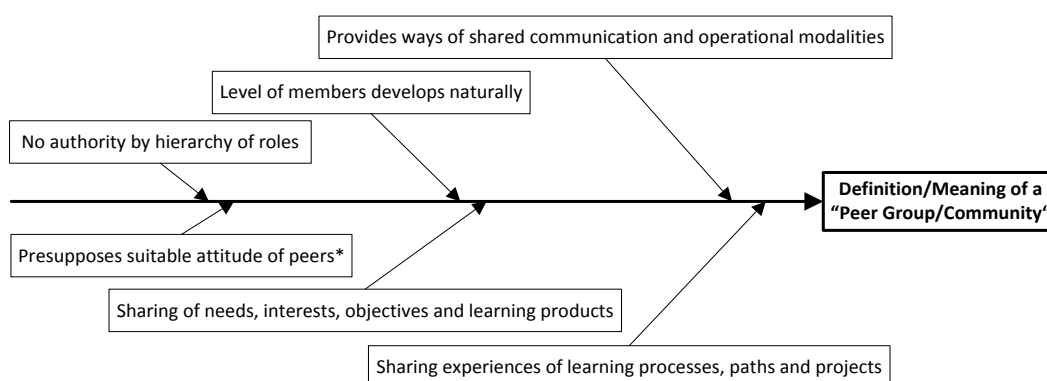 Provides ways of shared communication and operational modalities
Level of members develops naturally
No authority by hierarchy of roles
Definition/Meaning of a
“Peer Group/Community“
Presupposes suitable attitude of peers*
Sharing of needs, interests, objectives and learning products
Sharing experiences of learning processes, paths and projects